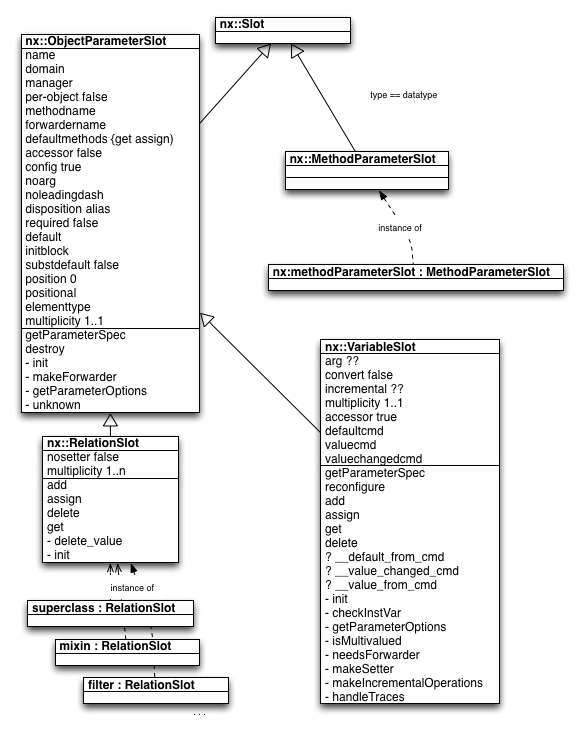 nx::Slot
nx::ObjectParameterSlot
name
domain
manager
per-object false
methodname
forwardername
defaultmethods {get assign)
accessor false
config true
noarg
noleadingdash
disposition alias
required false
default
initblock
substdefault false
position 0
positional
elementtype
multiplicity 1..1
getParameterSpec
destroy
- init
- makeForwarder
- getParameterOptions
- unknown
type == datatype
nx::MethodParameterSlot
instance of
nx:methodParameterSlot : MethodParameterSlot
nx::RelationSlot
nosetter false
multiplicity 1..n
add
assign
delete
get
- delete_value
- init
instance of
superclass : RelationSlot
mixin : RelationSlot
filter : RelationSlot
...
nx::VariableSlot
arg ??
convert false
incremental ??
multiplicity 1..1
accessor true
defaultcmd
valuecmd
valuechangedcmd
getParameterSpec
reconfigure
add
assign
get
delete
? __default_from_cmd
? __value_changed_cmd
? __value_from_cmd
- init
- checkInstVar
- getParameterOptions
- isMultivalued
- needsForwarder
- makeSetter
- makeIncrementalOperations
- handleTraces